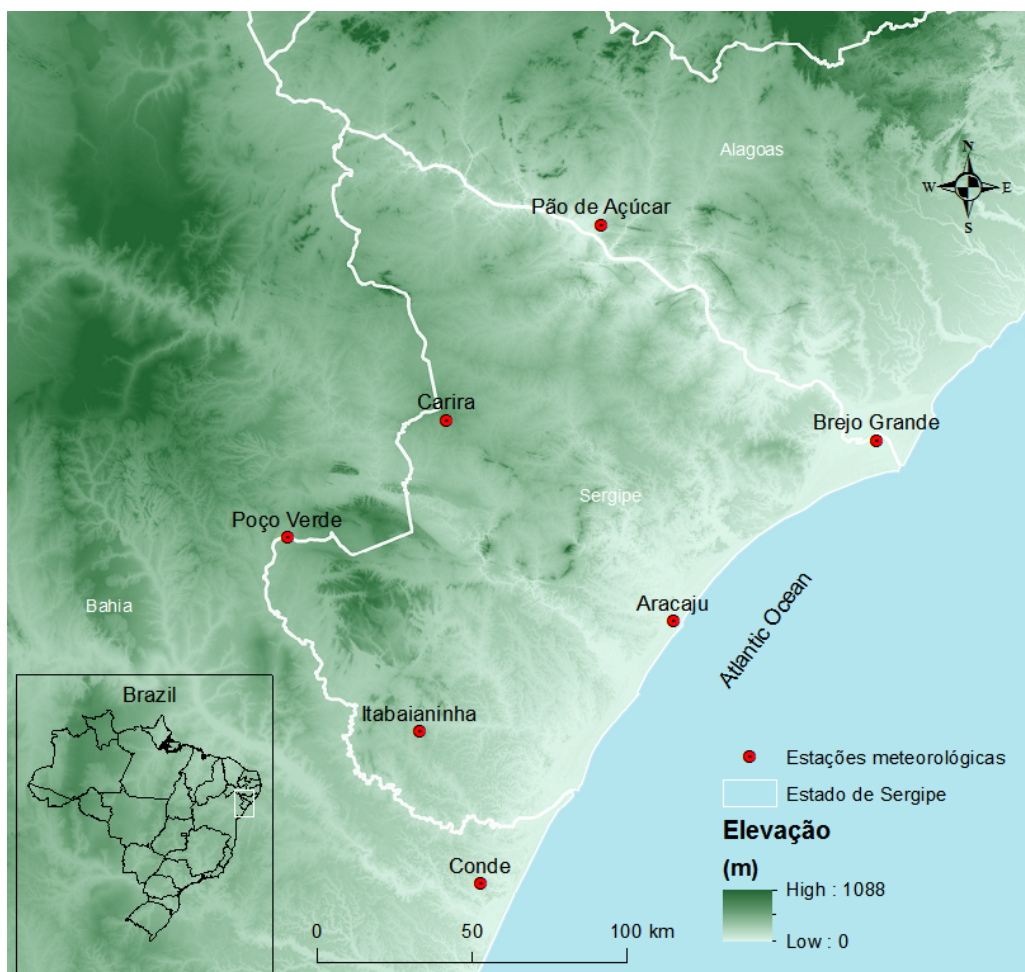 Alagoas
N
W E
S
Pão de Açúcar
Carira
Brejo Grande
Sergipe
Poço Verde
Bahia
Aracaju
Atlantic Ocean
Brazil
Itabaianinha
Conde
0 50 100 km
Estações meteorológicas
Estado de Sergipe
Elevação
(m)
High : 1088
Low : 0